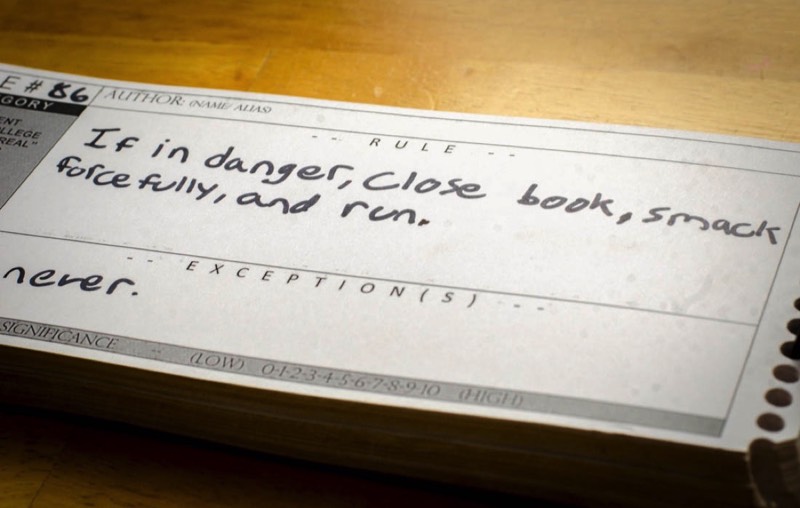 E #86
AUTHOR: (NAME/ ALIAS)
GORY
ENT
LLEGE
REAL"
-- RULE --
If in danger, close book, smack
forcefully, and run.
-- EXCEPTION(S) --
never.
SIGNIFICANCE -- (LOW) 0-1-2-3-4-5-6-7-8-9-10 (HIGH)